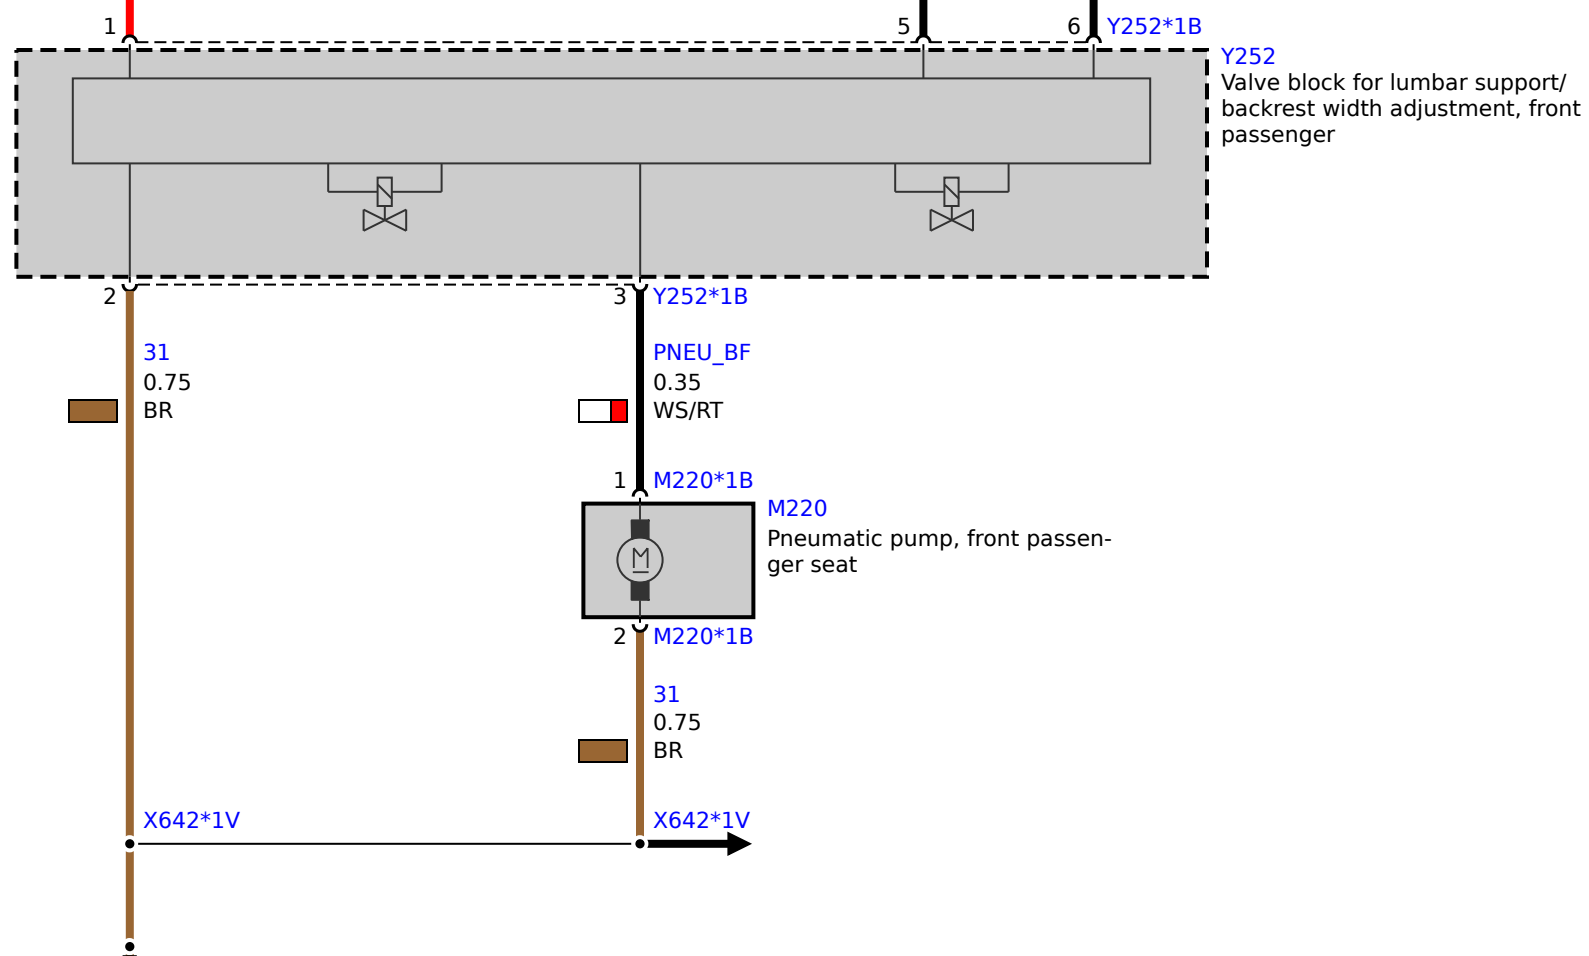 1
5
6 Y252*1B
Y252
Valve block for lumbar support/
backrest width adjustment, front
passenger
2
3 Y252*1B
31
0.75
BR
PNEU_BF
0.35
WS/RT
1 M220*1B
M220
Pneumatic pump, front passen-
ger seat
M
2 M220*1B
31
0.75
BR
X642*1V
X642*1V